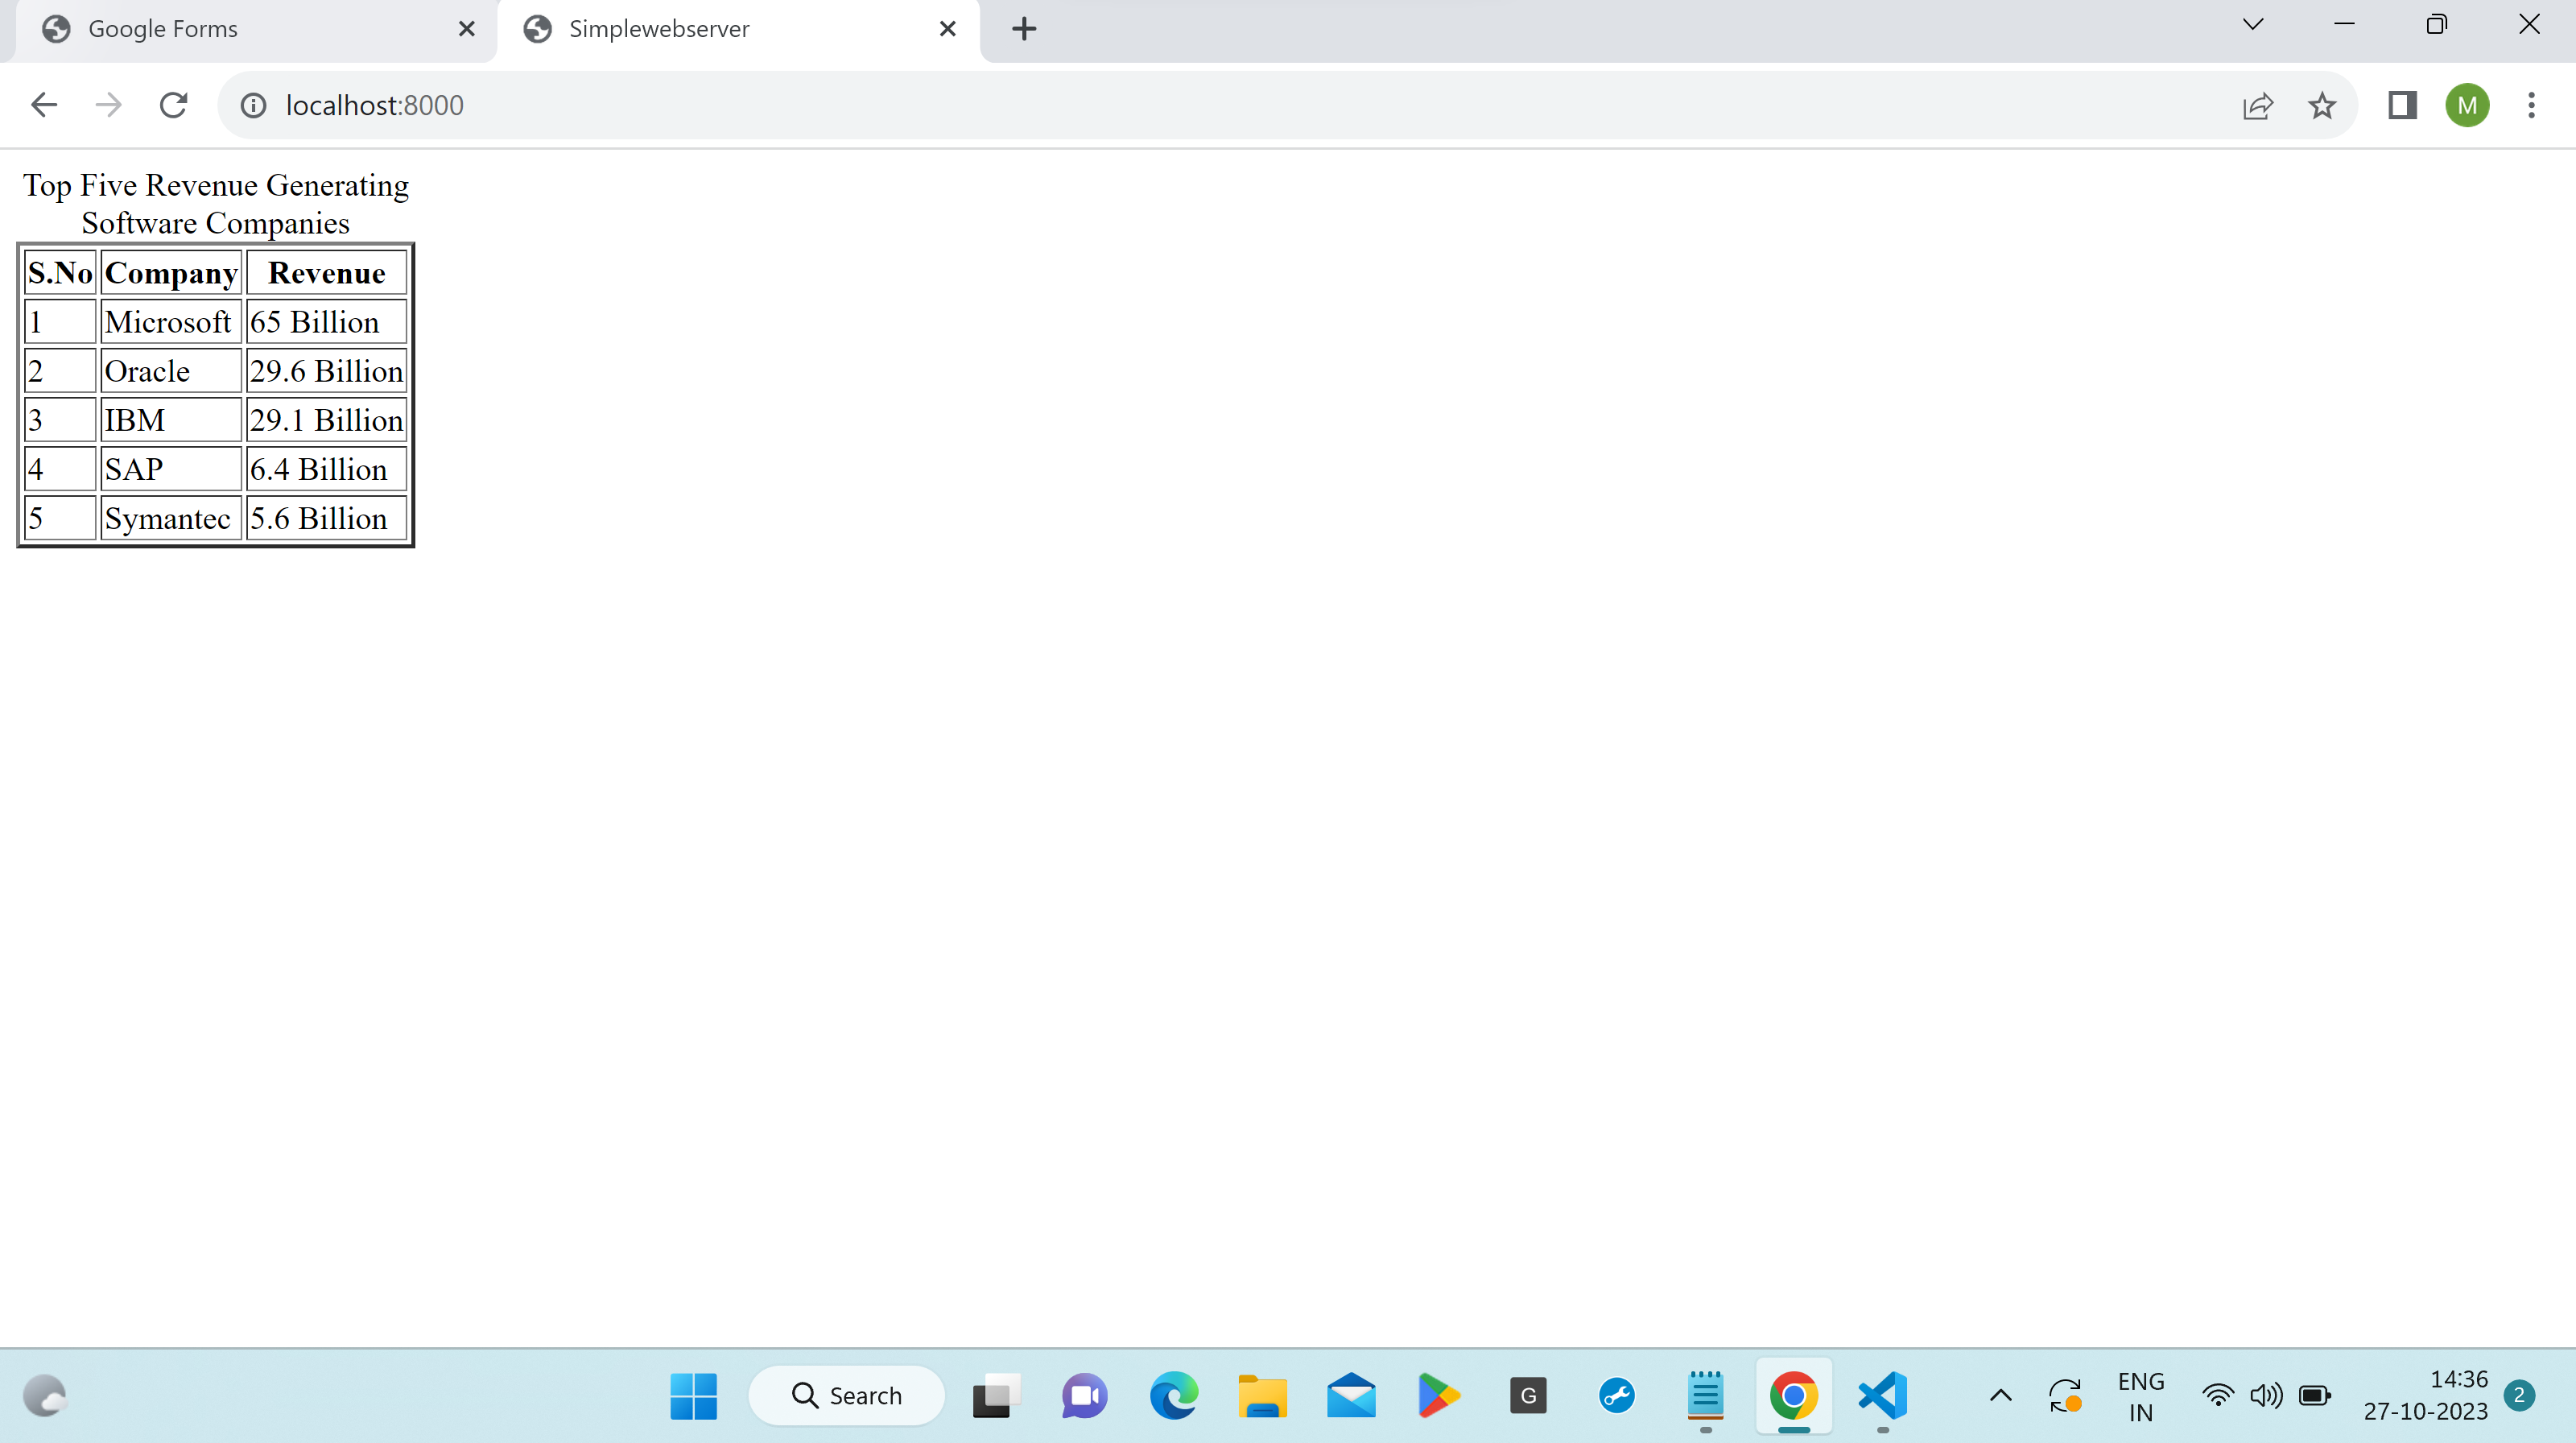 Google Forms
Simplewebserver
localhost:8000
M
Top Five Revenue Generating
Software Companies
S.No Company Revenue
1 Microsoft 65 Billion
2 Oracle 29.6 Billion
3 IBM 29.1 Billion
4 SAP 6.4 Billion
5 Symantec 5.6 Billion
Search
G
ENG
IN
14:36
27-10-2023
2